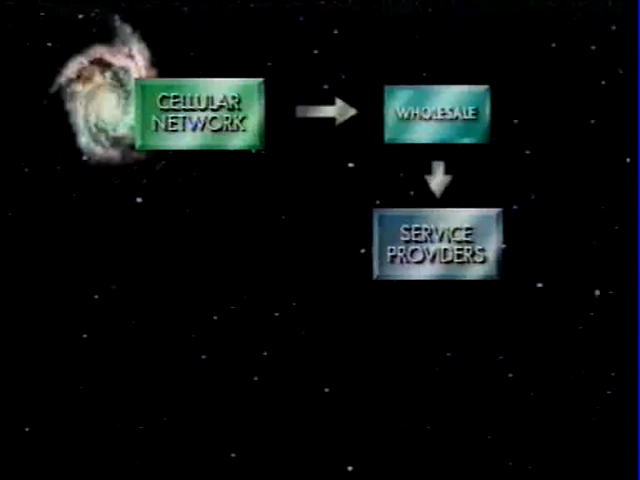 CELLULAR
NETWORK
WHOLESALE
SERVICE
PROVIDERS